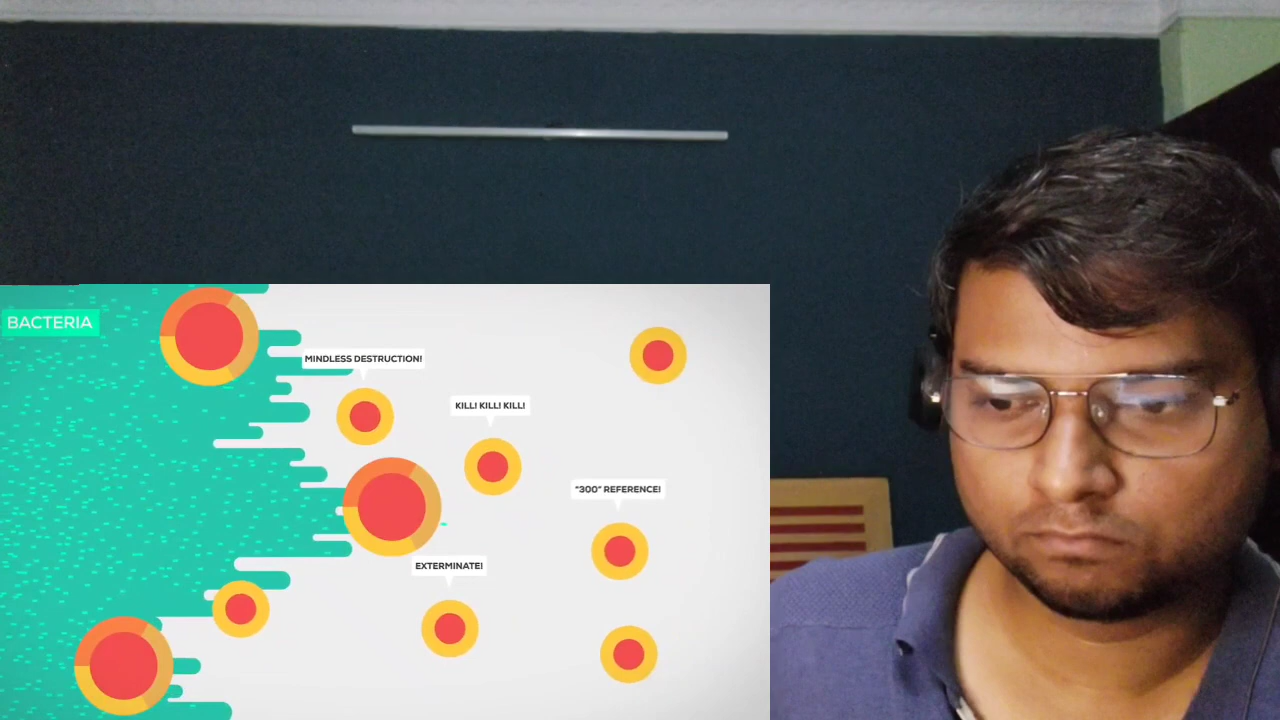 BACTERIA
MINDLESS DESTRUCTION!
KILL! KILL! KILL!
"300" REFERENCE!
EXTERMINATE!